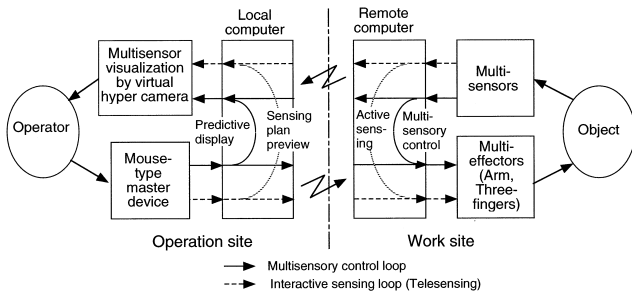 Local
computer
Remote
computer
Multisensor
visualization
by virtual
hyper camera
Multi-
sensors
Operator
Object
Predictive
display
Sensing
plan
preview
Active
sens-
ing
Multi-
sensory
control
Mouse-
type
master
device
Multi-
effectors
(Arm,
Three-
fingers)
Operation site
Work site
Multisensory control loop
Interactive sensing loop (Telesensing)